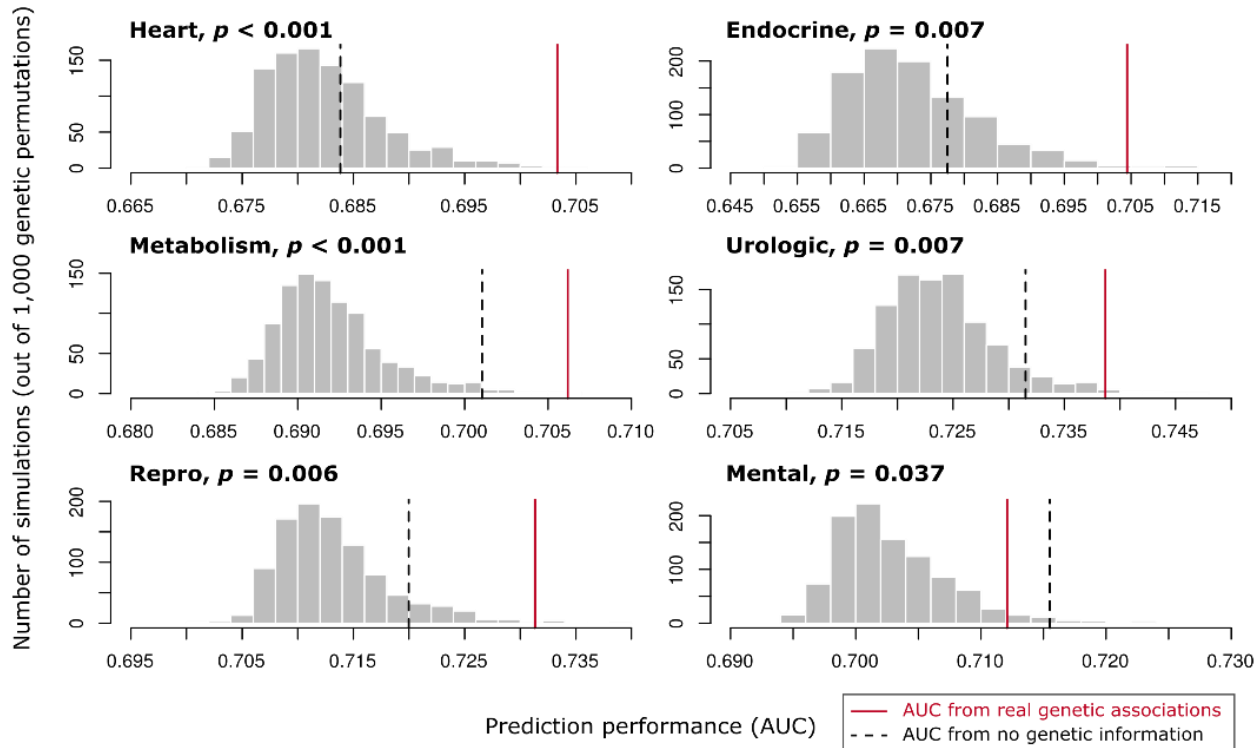 Number of simulations (out of 1,000 genetic permutations)
Heart, p < 0.001
0 50 100 150
0.665 0.675 0.685 0.695 0.705
Endocrine, p = 0.007
0 100 200
0.645 0.655 0.665 0.675 0.685 0.695 0.705 0.715
Metabolism, p < 0.001
0 50 100 150
0.680 0.685 0.690 0.695 0.700 0.705 0.710
Urologic, p = 0.007
0 50 100 150
0.705 0.715 0.725 0.735 0.745
Repro, p = 0.006
0 100 200
0.695 0.705 0.715 0.725 0.735
Mental, p = 0.037
0 50 100 200
0.690 0.700 0.710 0.720 0.730
Prediction performance (AUC)
AUC from real genetic associations
AUC from no genetic information